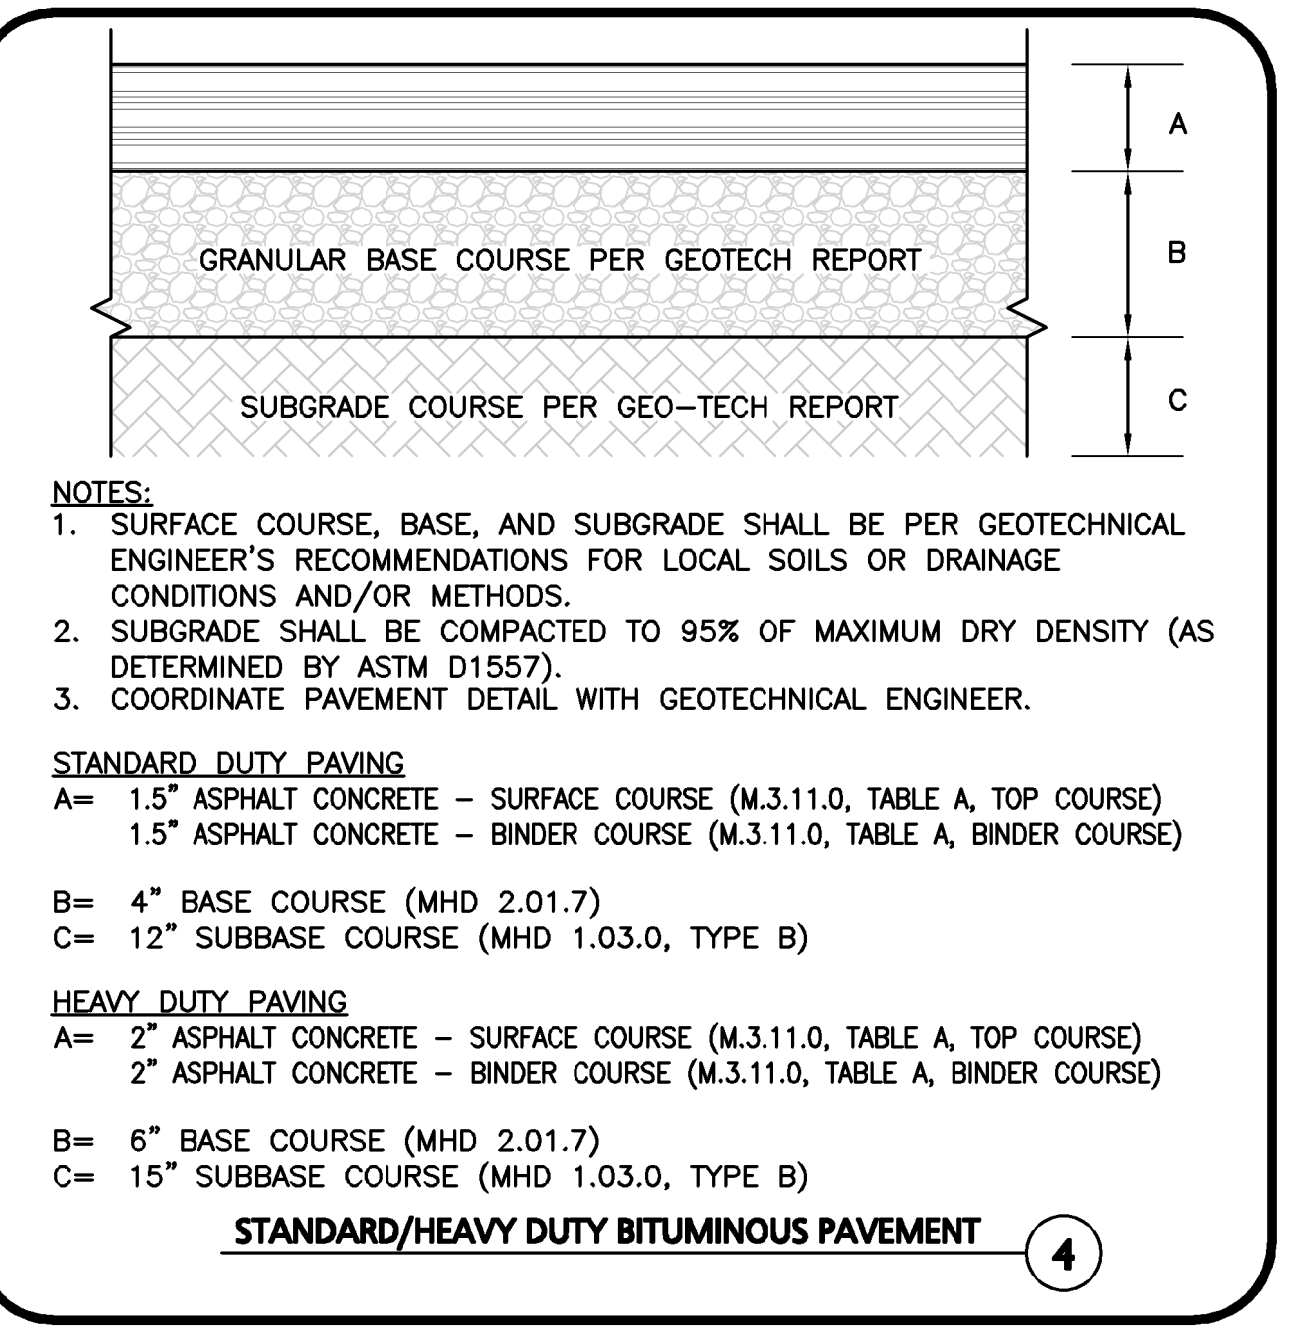 A
GRANULAR BASE COURSE PER GEOTECH REPORT
B
SUBGRADE COURSE PER GEO-TECH REPORT
C
NOTES:
1. SURFACE COURSE, BASE, AND SUBGRADE SHALL BE PER GEOTECHNICAL
ENGINEER'S RECOMMENDATIONS FOR LOCAL SOILS OR DRAINAGE
CONDITIONS AND/OR METHODS.
2. SUBGRADE SHALL BE COMPACTED TO 95% OF MAXIMUM DRY DENSITY (AS
DETERMINED BY ASTM D1557).
3. COORDINATE PAVEMENT DETAIL WITH GEOTECHNICAL ENGINEER.
STANDARD DUTY PAVING
A= 1.5" ASPHALT CONCRETE – SURFACE COURSE (M.3.11.0, TABLE A, TOP COURSE)
1.5" ASPHALT CONCRETE – BINDER COURSE (M.3.11.0, TABLE A, BINDER COURSE)
B= 4" BASE COURSE (MHD 2.01.7)
C= 12" SUBBASE COURSE (MHD 1.03.0, TYPE B)
HEAVY DUTY PAVING
A= 2" ASPHALT CONCRETE – SURFACE COURSE (M.3.11.0, TABLE A, TOP COURSE)
2" ASPHALT CONCRETE – BINDER COURSE (M.3.11.0, TABLE A, BINDER COURSE)
B= 6" BASE COURSE (MHD 2.01.7)
C= 15" SUBBASE COURSE (MHD 1.03.0, TYPE B)
STANDARD/HEAVY DUTY BITUMINOUS PAVEMENT
4